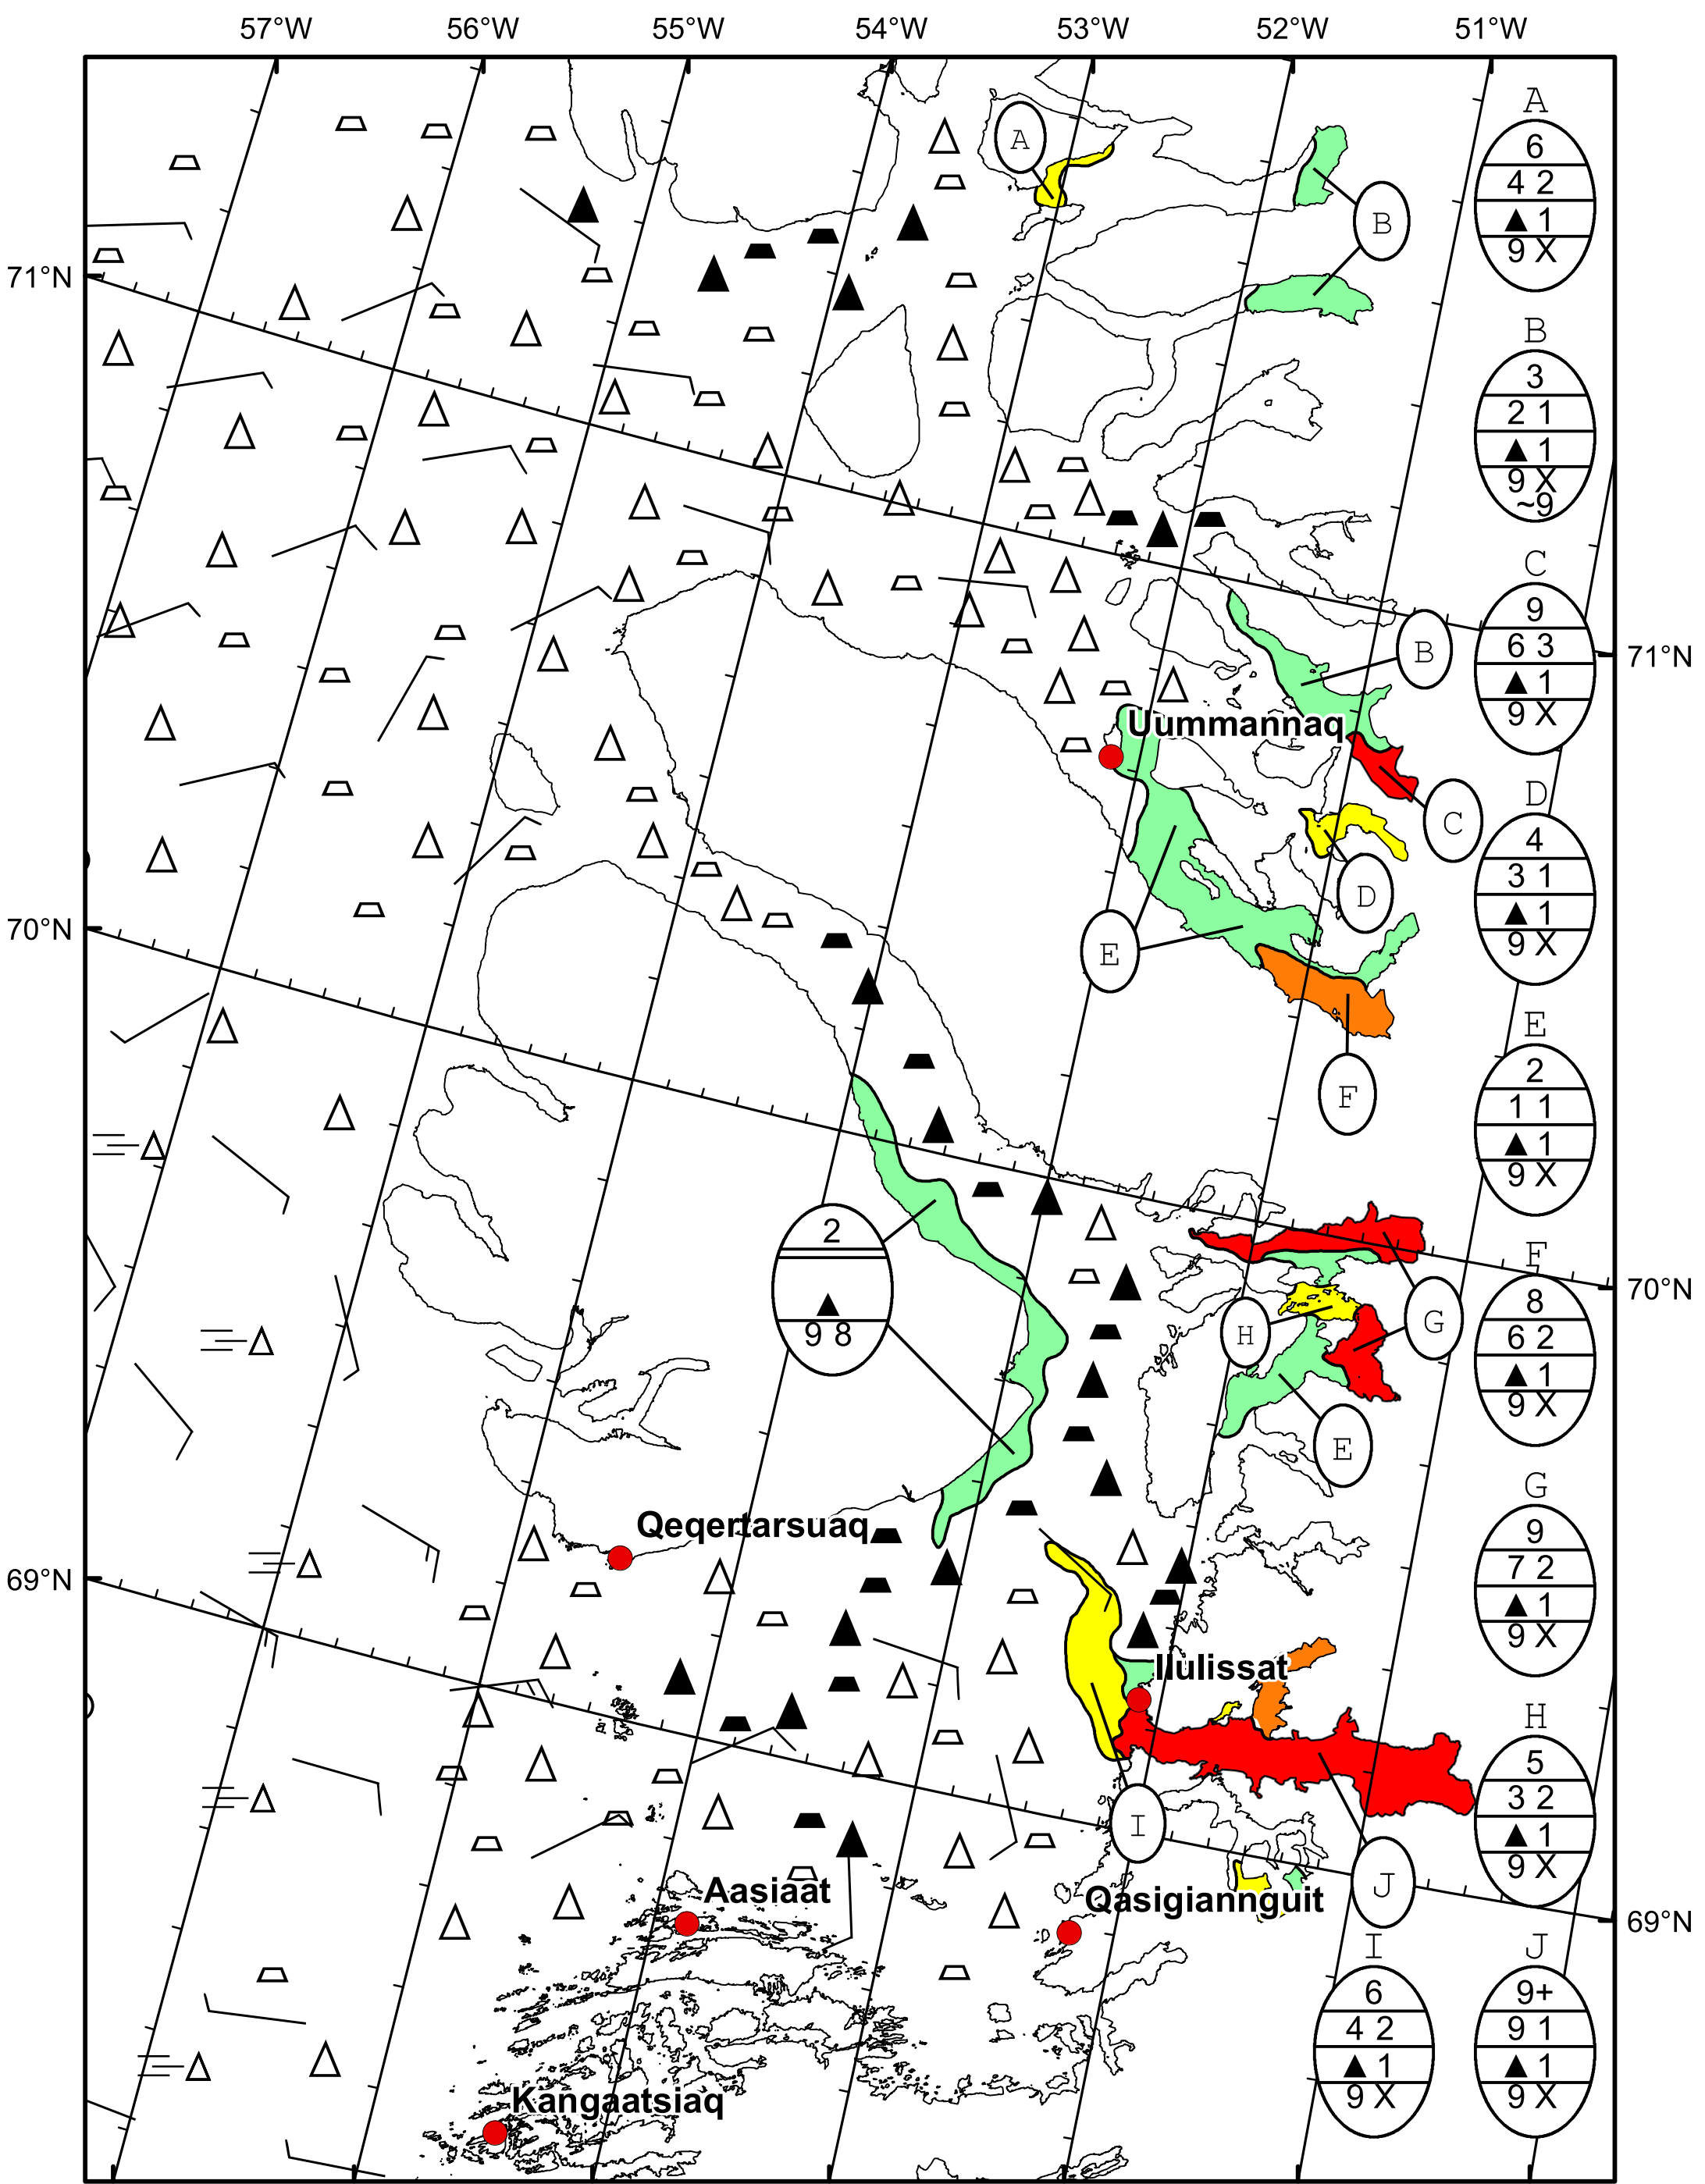 57°W 56°W 55°W 54°W 53°W 52°W 51°W
A
6
4 2
▲ 1
9 X
A
B
71°N
B
3
2 1
▲ 1
9 X
~9
C
9
6 3
▲ 1
9 X
B
71°N
Uummannaq
C
D
4
3 1
▲ 1
9 X
D
70°N
E
E
2
1 1
▲ 1
9 X
F
2
▲
9 8
F
8
6 2
▲ 1
9 X
70°N
H
G
E
G
9
7 2
▲ 1
9 X
Qeqertarsuaq
69°N
Ilulissat
H
5
3 2
▲ 1
9 X
I
J
Aasiaat
Qasigiannguit
69°N
I
6
4 2
▲ 1
9 X
J
9+
9 1
▲ 1
9 X
Kangaatsiaq